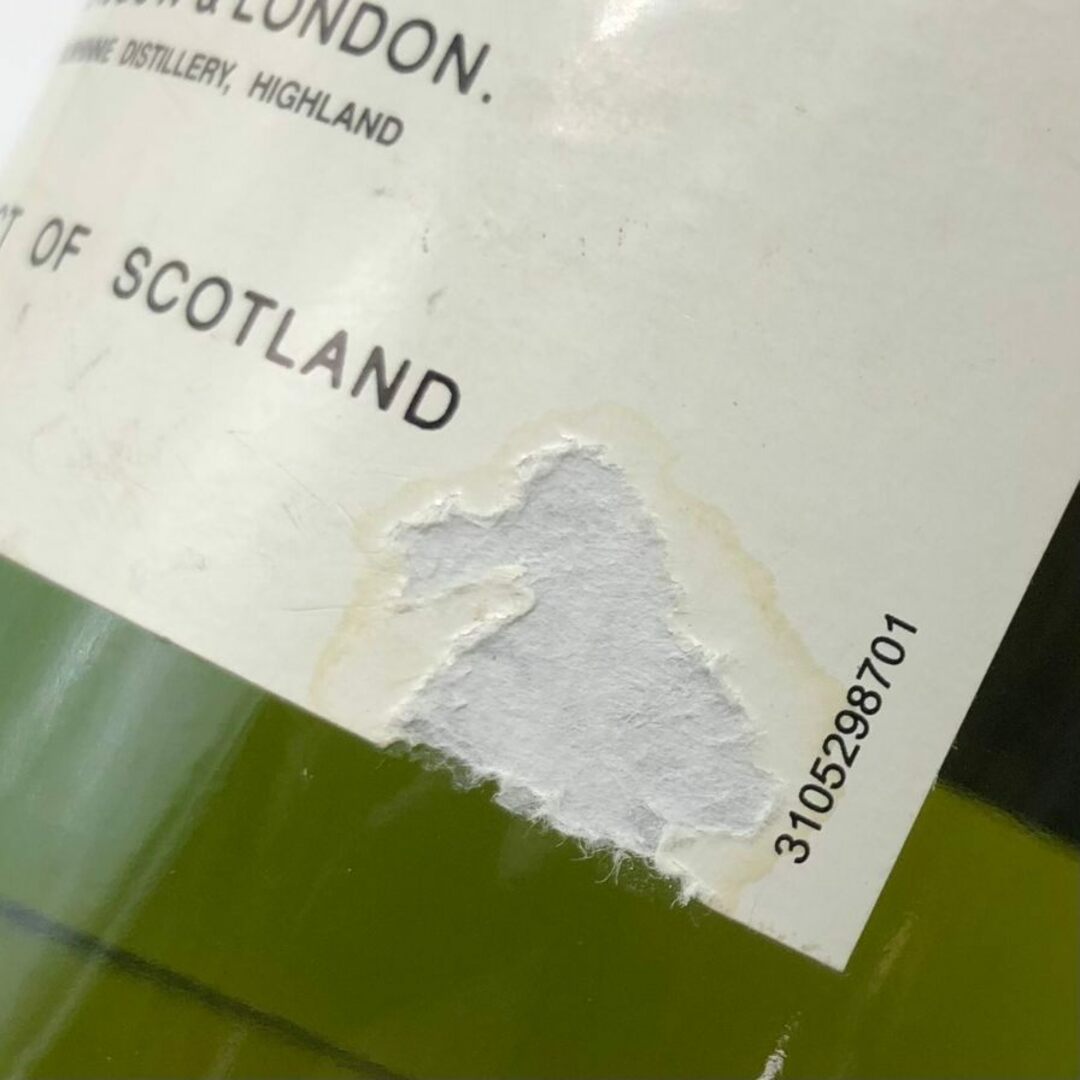 & LONDON.
DISTILLERY, HIGHLAND
OF SCOTLAND
3105298701